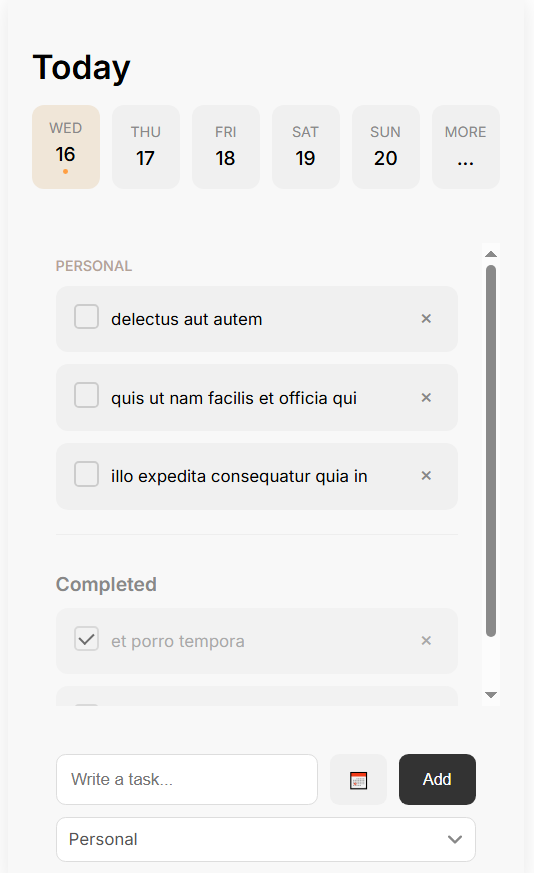 Today
WED THU FRI SAT SUN MORE
16 17 18 19 20 ...
PERSONAL
delectus aut autem ×
quis ut nam facilis et officia qui ×
illo expedita consequatur quia in ×
Completed
et porro tempora ×
Write a task...
Add
Personal